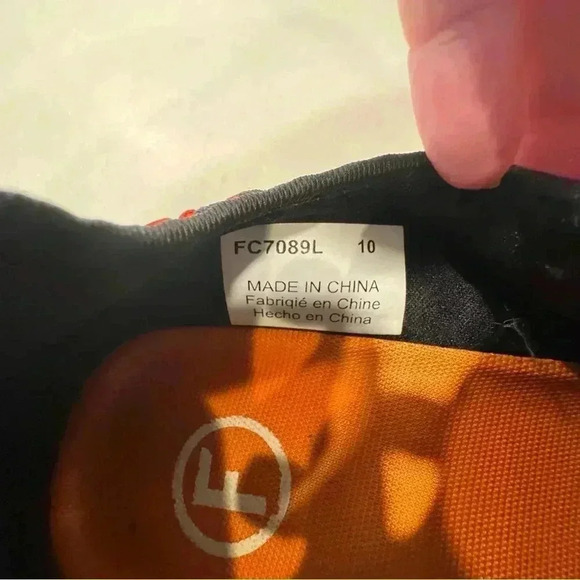 FC7089L 10
MADE IN CHINA
Fabriqié en Chine
Hecho en China
F